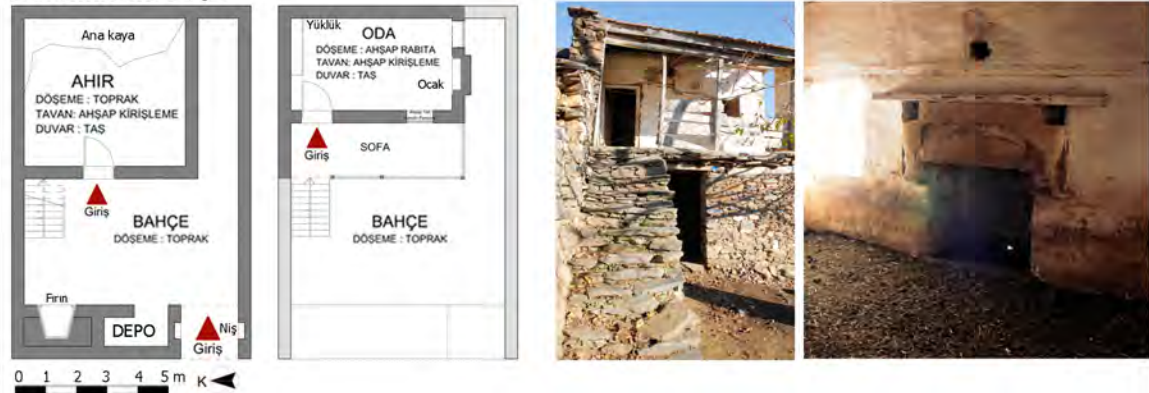 Ana kaya
AHIR
DÖŞEME : TOPRAK
TAVAN: AHŞAP KİRİŞLEME
DUVAR : TAŞ
Giriş
BAHÇE
DÖŞEME : TOPRAK
Fırın
DEPO
Niş
Giriş
0 1 2 3 4 5 m K
Yüklük
ODA
DÖŞEME : AHŞAP RABITA
TAVAN: AHŞAP KİRİŞLEME
DUVAR : TAŞ
Ocak
Giriş
SOFA
BAHÇE
DÖŞEME : TOPRAK